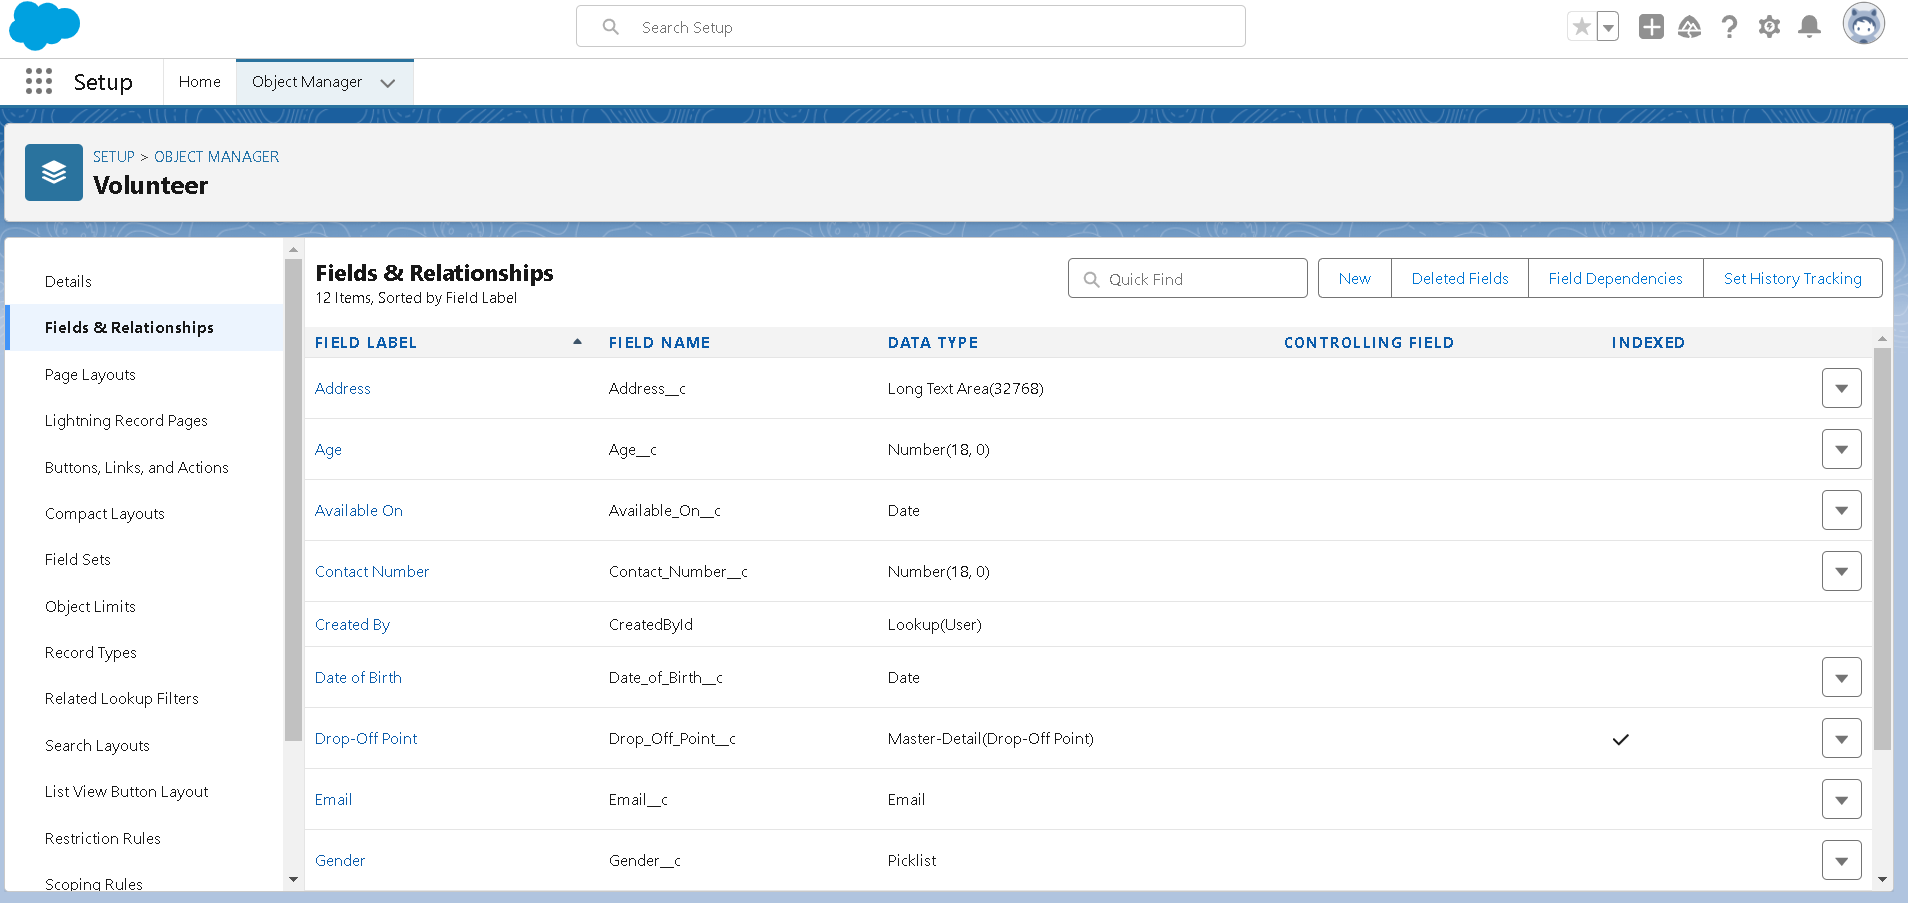 Search Setup
Setup
Home
Object Manager
SETUP > OBJECT MANAGER
Volunteer
Details
Fields & Relationships
Page Layouts
Lightning Record Pages
Buttons, Links, and Actions
Compact Layouts
Field Sets
Object Limits
Record Types
Related Lookup Filters
Search Layouts
List View Button Layout
Restriction Rules
Scoping Rules
Fields & Relationships
12 Items, Sorted by Field Label
Quick Find
New
Deleted Fields
Field Dependencies
Set History Tracking
FIELD LABEL FIELD NAME DATA TYPE CONTROLLING FIELD INDEXED
Address Address__c Long Text Area(32768)
Age Age__c Number(18, 0)
Available On Available_On__c Date
Contact Number Contact_Number__c Number(18, 0)
Created By CreatedById Lookup(User)
Date of Birth Date_of_Birth__c Date
Drop-Off Point Drop_Off_Point__c Master-Detail(Drop-Off Point)
Email Email__c Email
Gender Gender__c Picklist